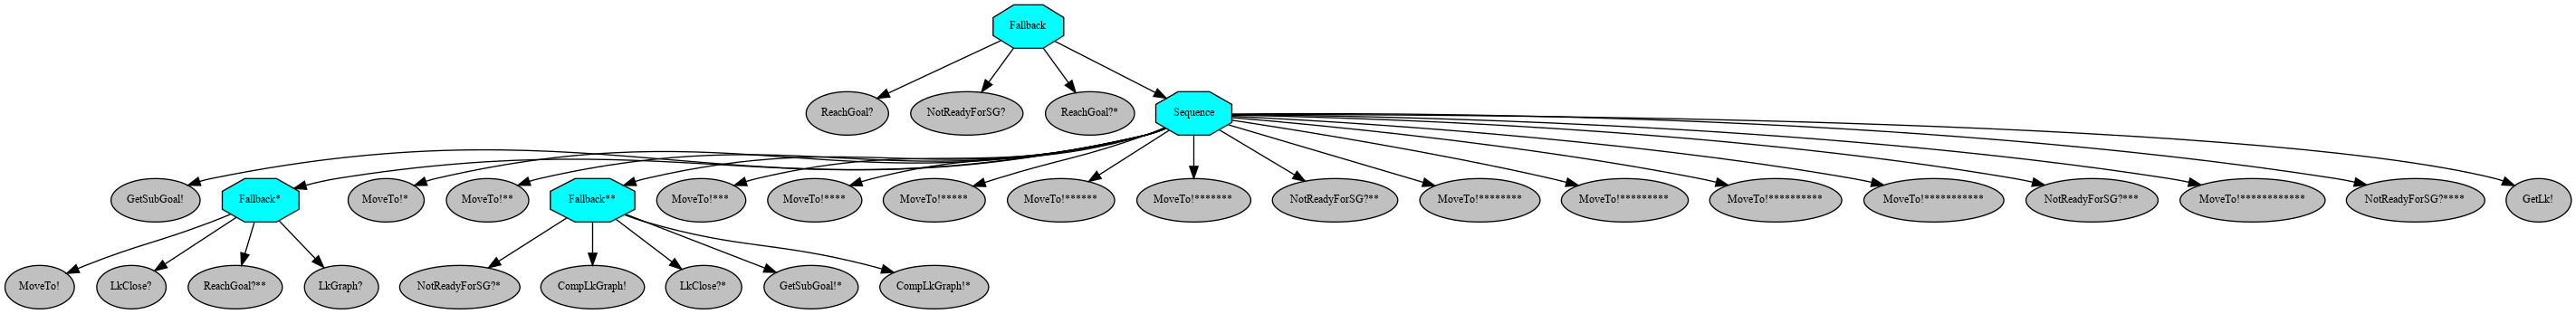 Fallback
ReachGoal?
NotReadyForSG?
ReachGoal?*
Sequence
GetSubGoal!
Fallback*
MoveTo!*
MoveTo!**
Fallback**
MoveTo!***
MoveTo!****
MoveTo!*****
MoveTo!******
MoveTo!*******
NotReadyForSG?**
MoveTo!********
MoveTo!*********
MoveTo!**********
MoveTo!***********
NotReadyForSG?***
MoveTo!************
NotReadyForSG?****
GetLk!
MoveTo!
LkClose?
ReachGoal?**
LkGraph?
NotReadyForSG?*
CompLkGraph!
LkClose?*
GetSubGoal!*
CompLkGraph!*